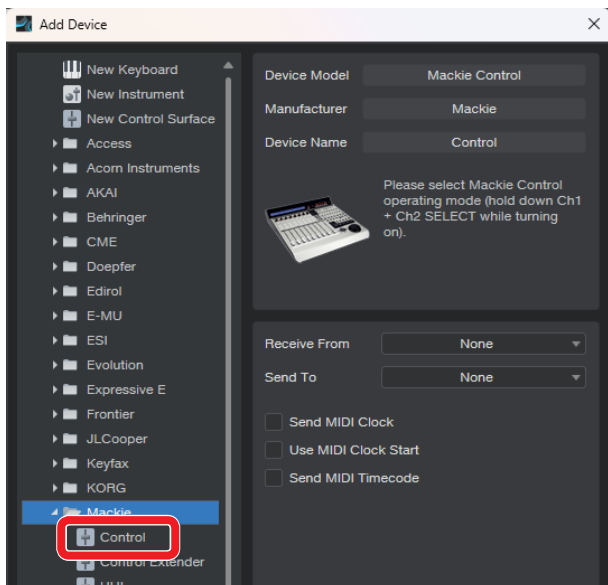 Add Device
New Keyboard
New Instrument
New Control Surface
Access
Acorn Instruments
AKAI
Behringer
CME
Doepfer
Edirol
E-MU
ESI
Evolution
Expressive E
Frontier
JLCooper
Keyfax
KORG
Mackie
Control
Control Extender
HUI
Device Model Mackie Control
Manufacturer Mackie
Device Name Control
Please select Mackie Control
operating mode (hold down Ch1
+ Ch2 SELECT while turning
on).
Receive From None
Send To None
Send MIDI Clock
Use MIDI Clock Start
Send MIDI Timecode